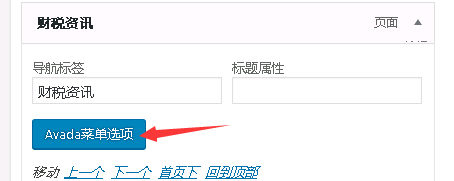 财税资讯 页面
导航标签 标题属性
财税资讯
Avada菜单选项
移动 上一个 下一个 首页下 回到顶部